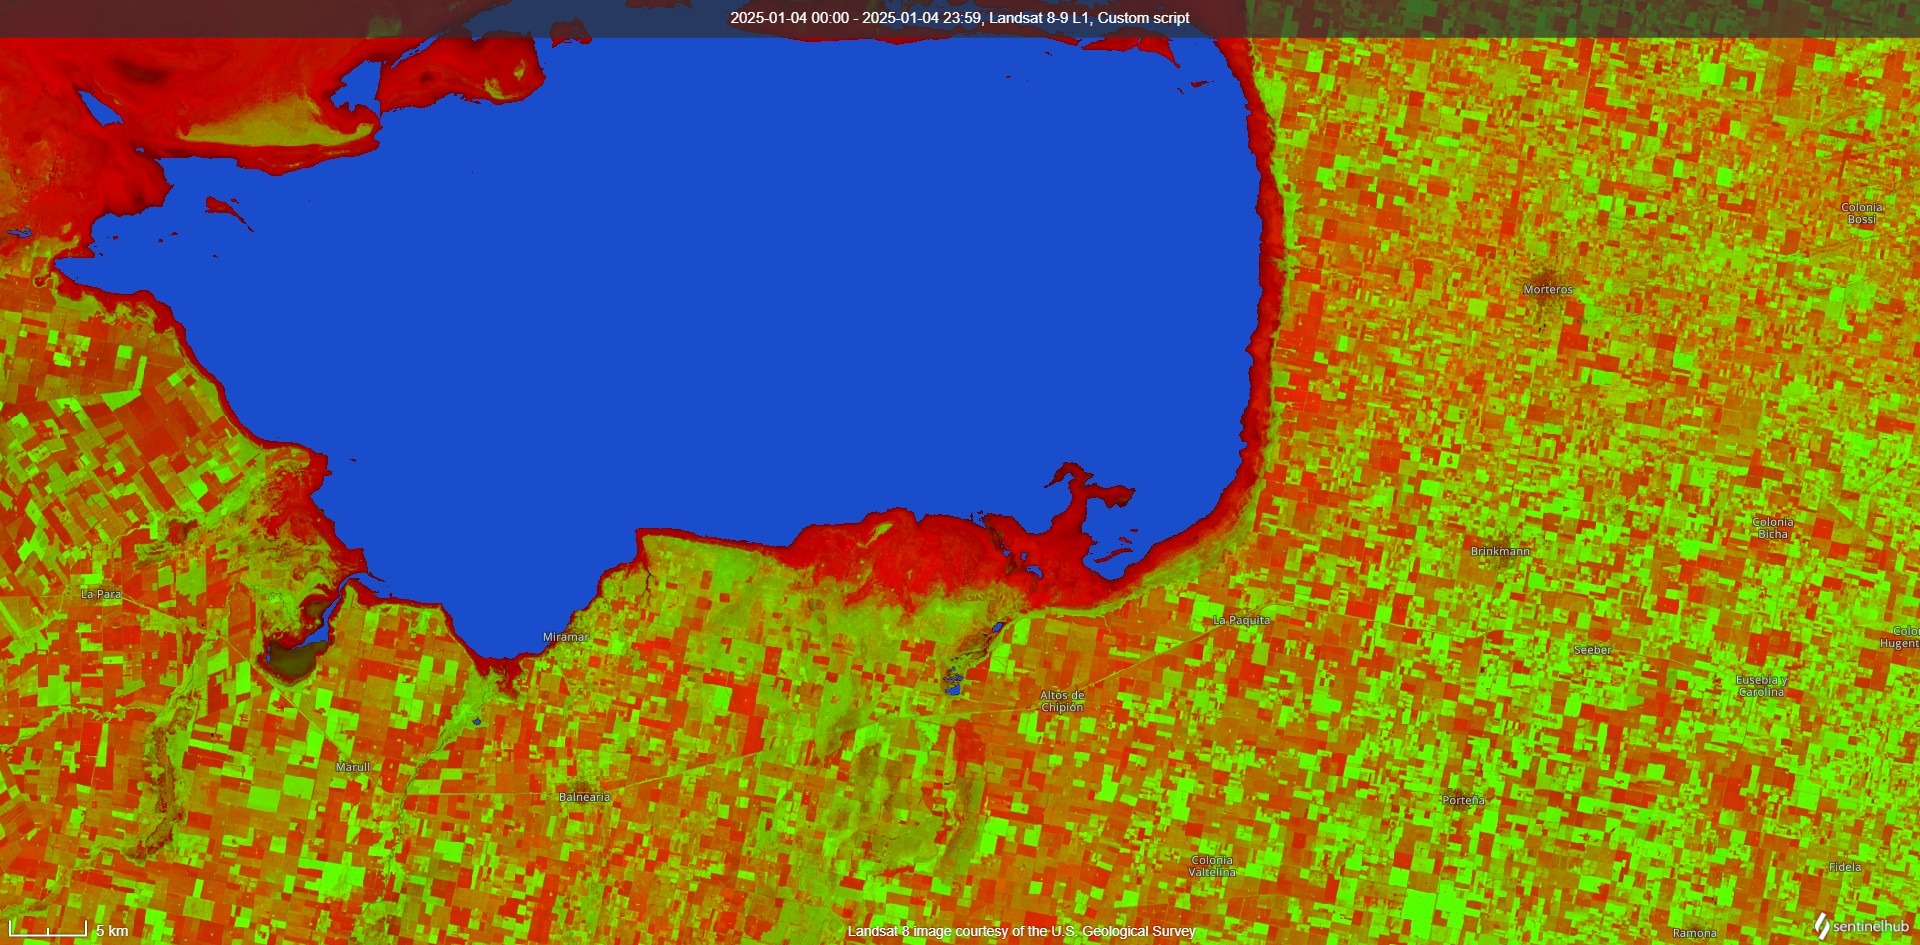 2025-01-04 00:00 - 2025-01-04 23:59, Landsat 8-9 L1, Custom script
Colonia
Bossi
Morteros
Colonia
Bicha
Brinkmann
La Para
La Paquita
Miramar
Colon
Hugent
Seeber
Eusebia y
Carolina
Altos de
Chipión
Marull
Balnearia
Porteña
Colonia
Valtelina
Fidela
5 km
Landsat 8 image courtesy of the U.S. Geological Survey
Ramona
sentinelhub